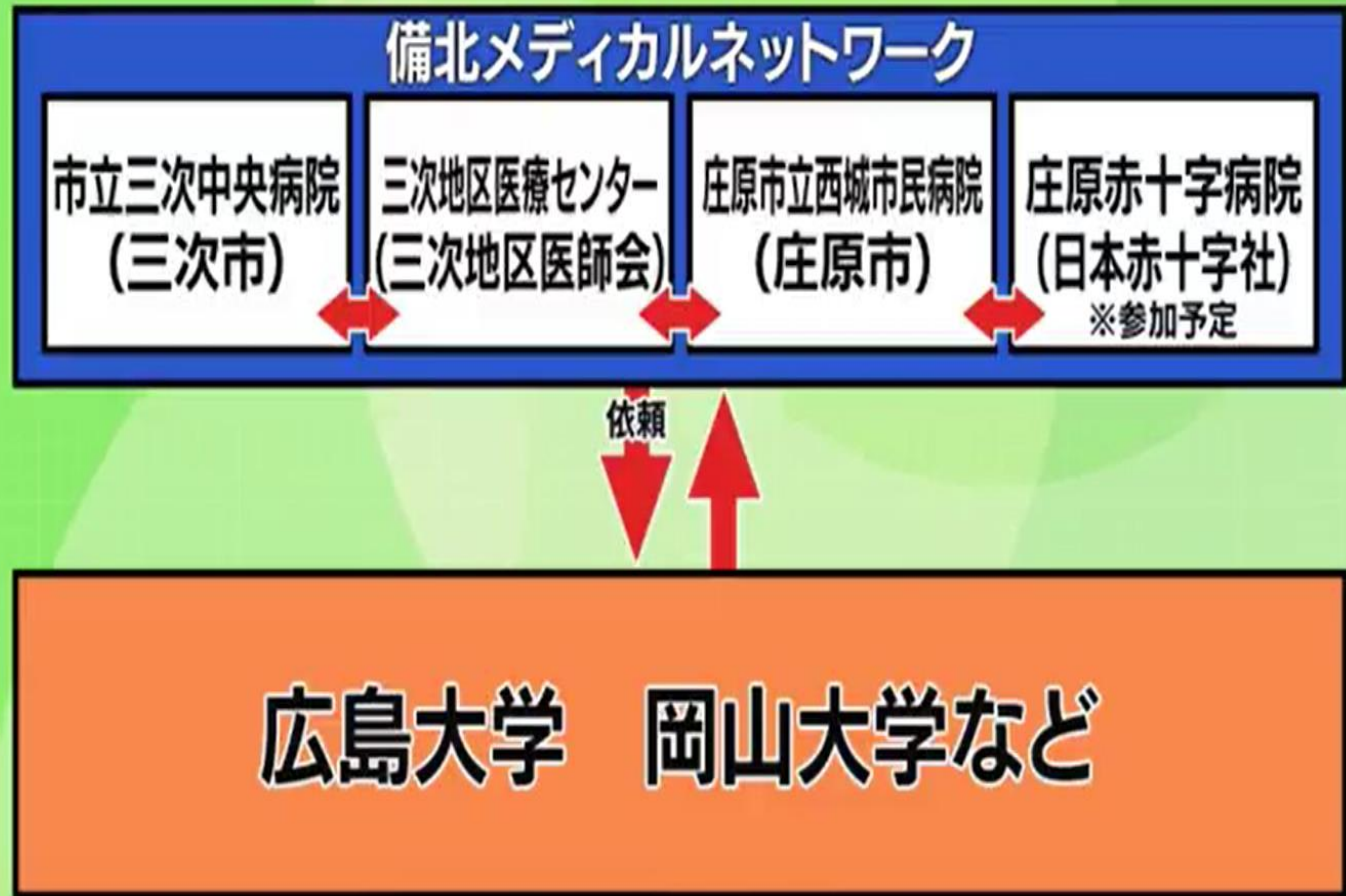 備北メディカルネットワーク
市立三次中央病院
(三次市)
三次地区医療センター
(三次地区医師会)
庄原市立西城市民病院
(庄原市)
庄原赤十字病院
(日本赤十字社)
※参加予定
依頼
広島大学　岡山大学など